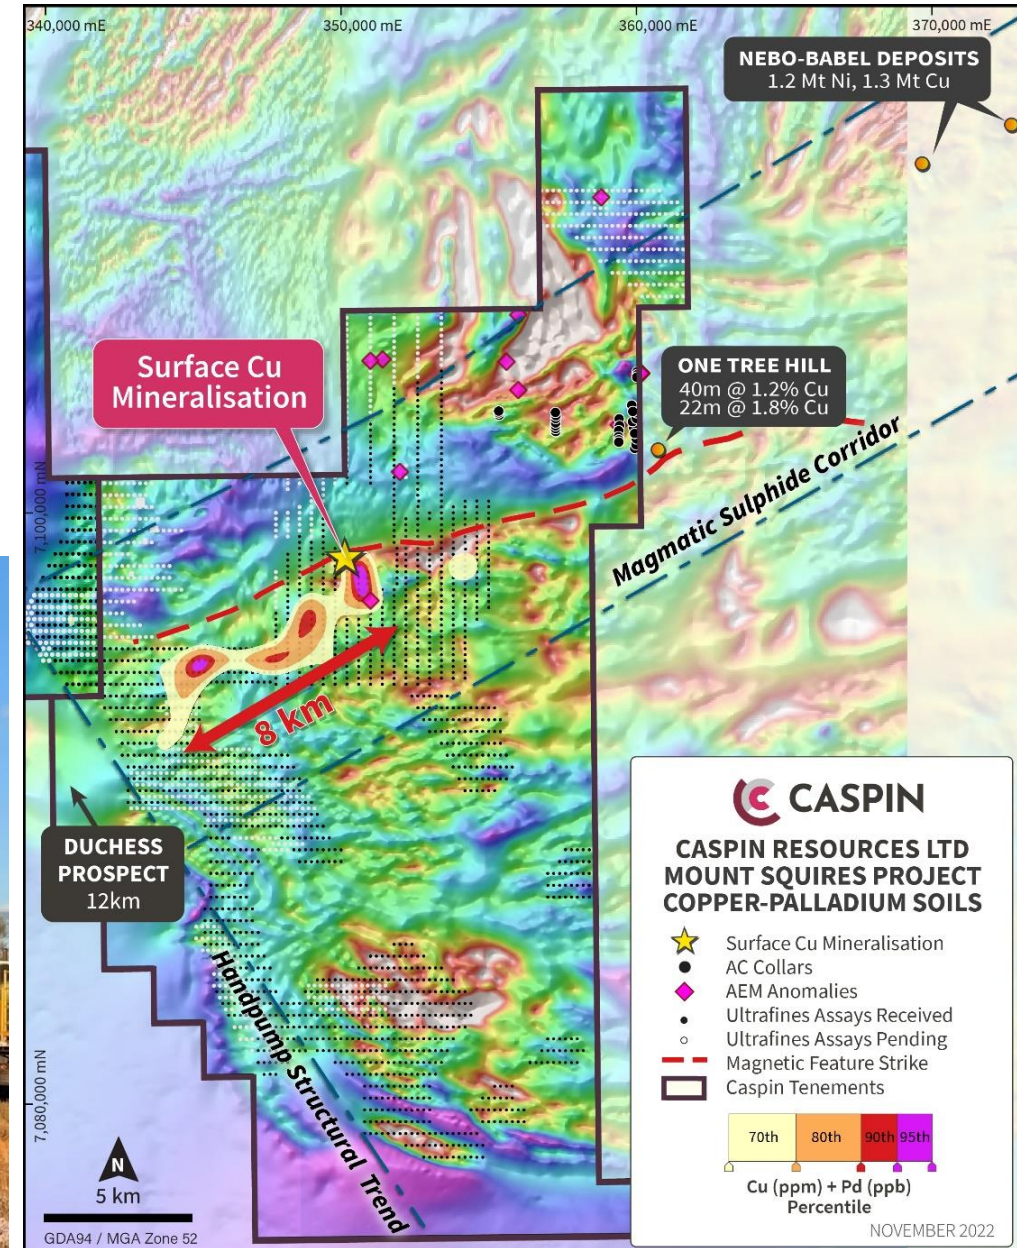 340,000 mE
350,000 mE
360,000 mE
370,000 mE
NEBO-BABEL DEPOSITS
1.2 Mt Ni, 1.3 Mt Cu
Surface Cu
Mineralisation
ONE TREE HILL
40m @ 1.2% Cu
22m @ 1.8% Cu
7,100,000 mN
Magmatic Sulphide Corridor
8 km
DUCHESS
PROSPECT
12km
Handpump Structural Trend
7,080,000 mN
N
5 km
GDA94 / MGA Zone 52
CASPIN
CASPIN RESOURCES LTD
MOUNT SQUIRES PROJECT
COPPER-PALLADIUM SOILS
Surface Cu Mineralisation
AC Collars
AEM Anomalies
Ultrafines Assays Received
Ultrafines Assays Pending
Magnetic Feature Strike
Caspin Tenements
70th 80th 90th 95th
Cu (ppm) + Pd (ppb)
Percentile
NOVEMBER 2022